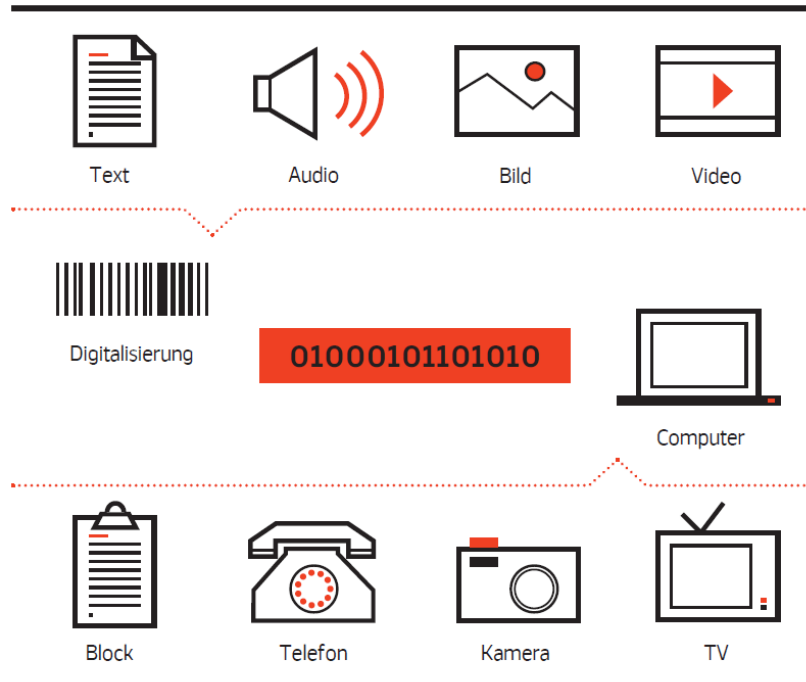 Text
Audio
Bild
Video
Digitalisierung
01000101101010
Computer
Block
Telefon
Kamera
TV